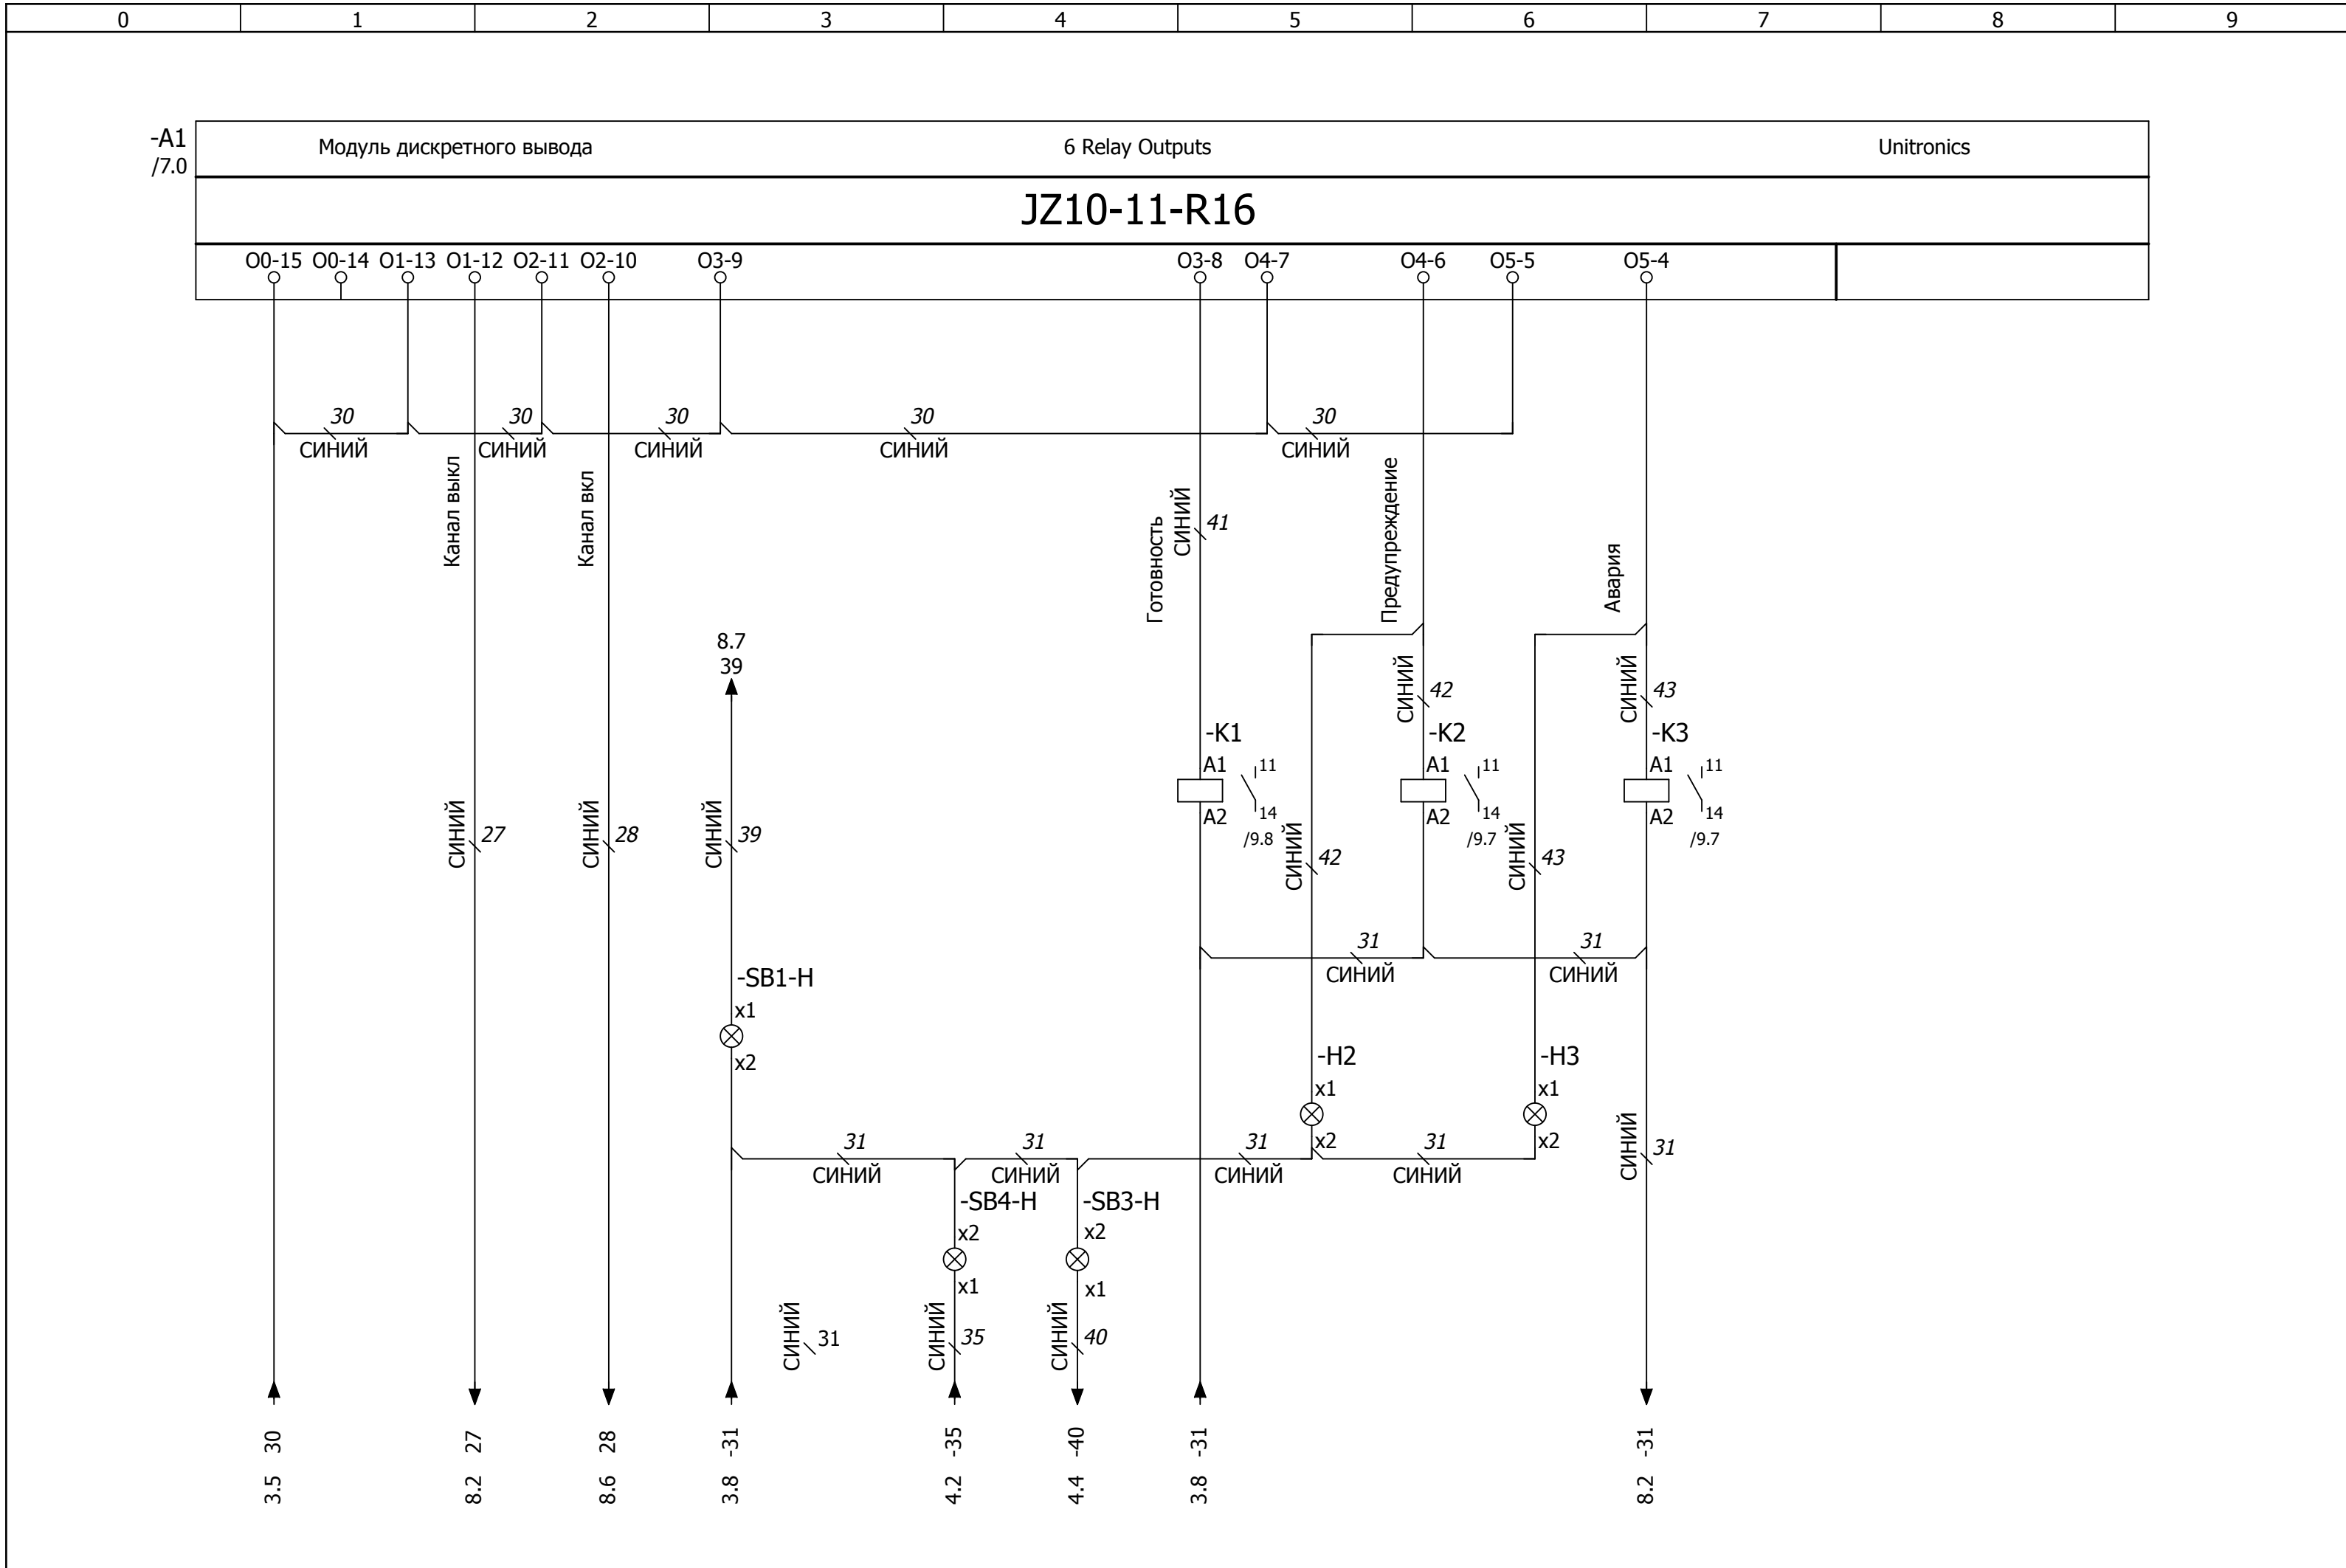 0 1 2 3 4 5 6 7 8 9
-A1
/7.0
Модуль дискретного вывода 6 Relay Outputs Unitronics
JZ10-11-R16
O0-15 O0-14 O1-13 O1-12 O2-11 O2-10 O3-9 O3-8 O4-7 O4-6 O5-5 O5-4
30 30 30 30 30
СИНИЙ СИНИЙ СИНИЙ СИНИЙ СИНИЙ
Канал выкл
Канал вкл
Готовность
СИНИЙ 41
Предупреждение
Авария
8.7
39
СИНИЙ 42
СИНИЙ 43
-K1 -K2 -K3
A1 11 A1 11 A1 11
A2 14 A2 14 A2 14
/9.8 /9.7 /9.7
СИНИЙ 27
СИНИЙ 28
СИНИЙ 39
СИНИЙ 42
СИНИЙ 43
31 31
СИНИЙ СИНИЙ
-SB1-H
x1
x2
-H2 -H3
x1 x1
x2 x2
31 31 31 31
СИНИЙ СИНИЙ СИНИЙ СИНИЙ
СИНИЙ 31
-SB4-H -SB3-H
x2 x2
x1 x1
СИНИЙ 31
СИНИЙ 35
СИНИЙ 40
3.5 30
8.2 27
8.6 28
3.8 -31
4.2 -35
4.4 -40
3.8 -31
8.2 -31